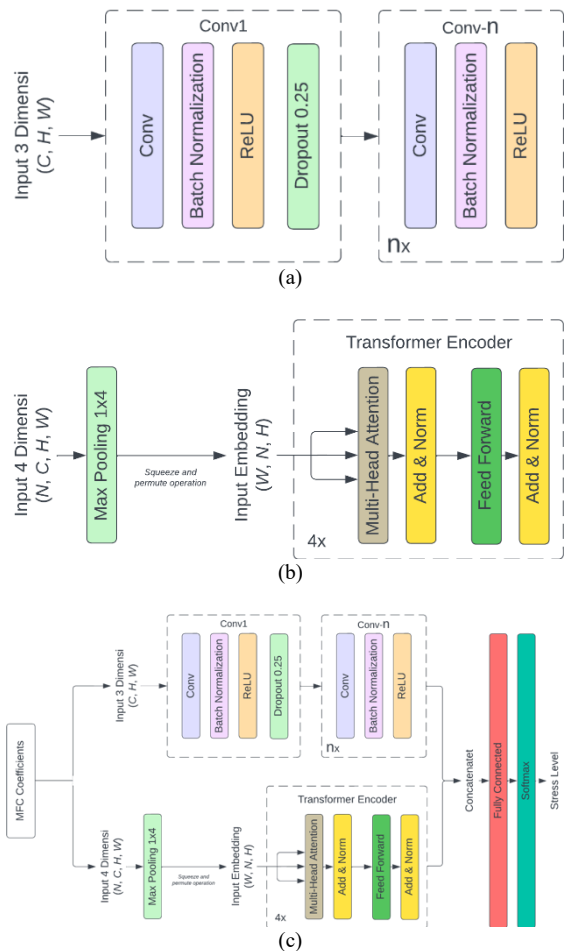 Conv1
Conv-n
Input 3 Dimensi
(C, H, W)
Conv
Batch Normalization
ReLU
Dropout 0.25
Conv
Batch Normalization
ReLU
nx
(a)
Transformer Encoder
Input 4 Dimensi
(N, C, H, W)
Max Pooling 1x4
Squeeze and
permute operation
Input Embedding
(W, N, H)
Multi-Head Attention
Add & Norm
Feed Forward
Add & Norm
4x
(b)
MFC Coefficients
Input 3 Dimensi
(C, H, W)
Conv1
Conv
Batch Normalization
ReLU
Dropout 0.25
Conv-n
Conv
Batch Normalization
ReLU
nx
Input 4 Dimensi
(N, C, H, W)
Max Pooling 1x4
Squeeze and
permute operation
Input Embedding
(W, N, H)
Transformer Encoder
Multi-Head Attention
Add & Norm
Feed Forward
Add & Norm
4x
Concatenatet
Fully Connected
Softmax
Stress Level
(c)